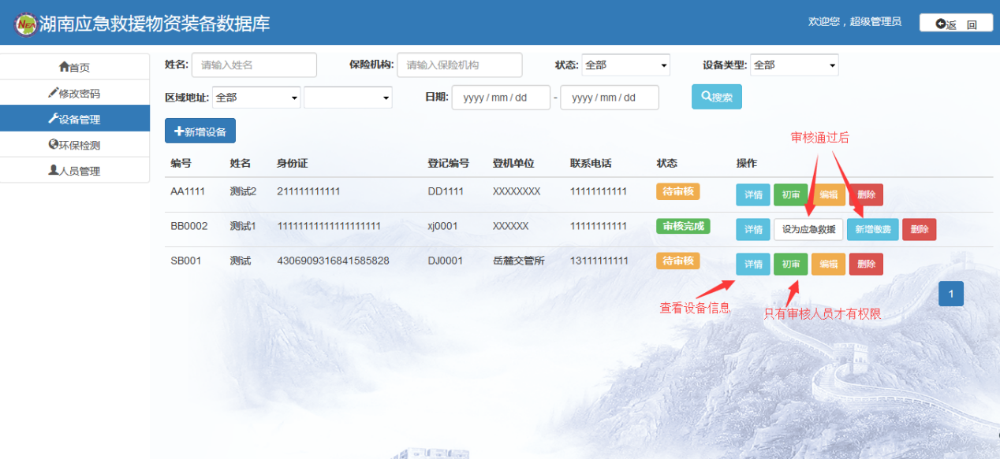 湖南应急救援物资装备数据库
欢迎您，超级管理员
返 回
首页
修改密码
设备管理
环保检测
人员管理
姓名: 请输入姓名 保险机构: 请输入保险机构 状态: 全部 设备类型: 全部
区域地址: 全部 日期: yyyy / mm / dd - yyyy / mm / dd 搜索
新增设备
审核通过后
编号 姓名 身份证 登记编号 登机单位 联系电话 状态 操作
AA1111 测试2 211111111111 DD1111 XXXXXXXX 11111111111 待审核 详情 初审 编辑 删除
BB0002 测试1 111111111111111111 xj0001 XXXXXX 11111111111 审核完成 详情 设为应急救援 新增缴费 删除
SB001 测试 4306909316841585828 DJ0001 岳麓交管所 13111111111 待审核 详情 初审 编辑 删除
1
查看设备信息
只有审核人员才有权限